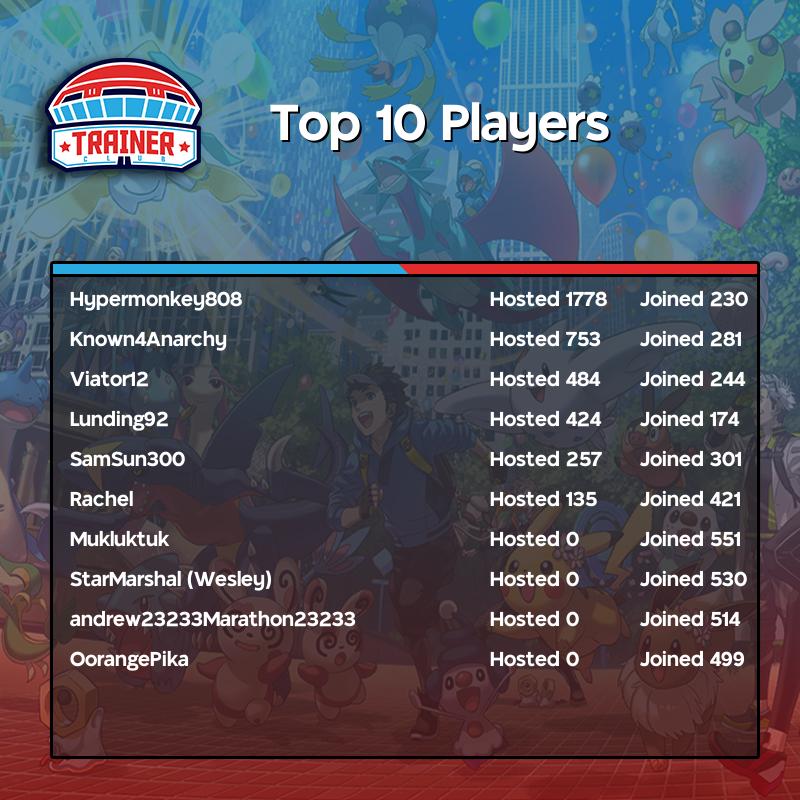 TRAINER
CLUB
Top 10 Players
Hypermonkey808 Hosted 1778 Joined 230
Known4Anarchy Hosted 753 Joined 281
Viator12 Hosted 484 Joined 244
Lunding92 Hosted 424 Joined 174
SamSun300 Hosted 257 Joined 301
Rachel Hosted 135 Joined 421
Mukluktuk Hosted 0 Joined 551
StarMarshal (Wesley) Hosted 0 Joined 530
andrew23233Marathon23233 Hosted 0 Joined 514
OorangePika Hosted 0 Joined 499